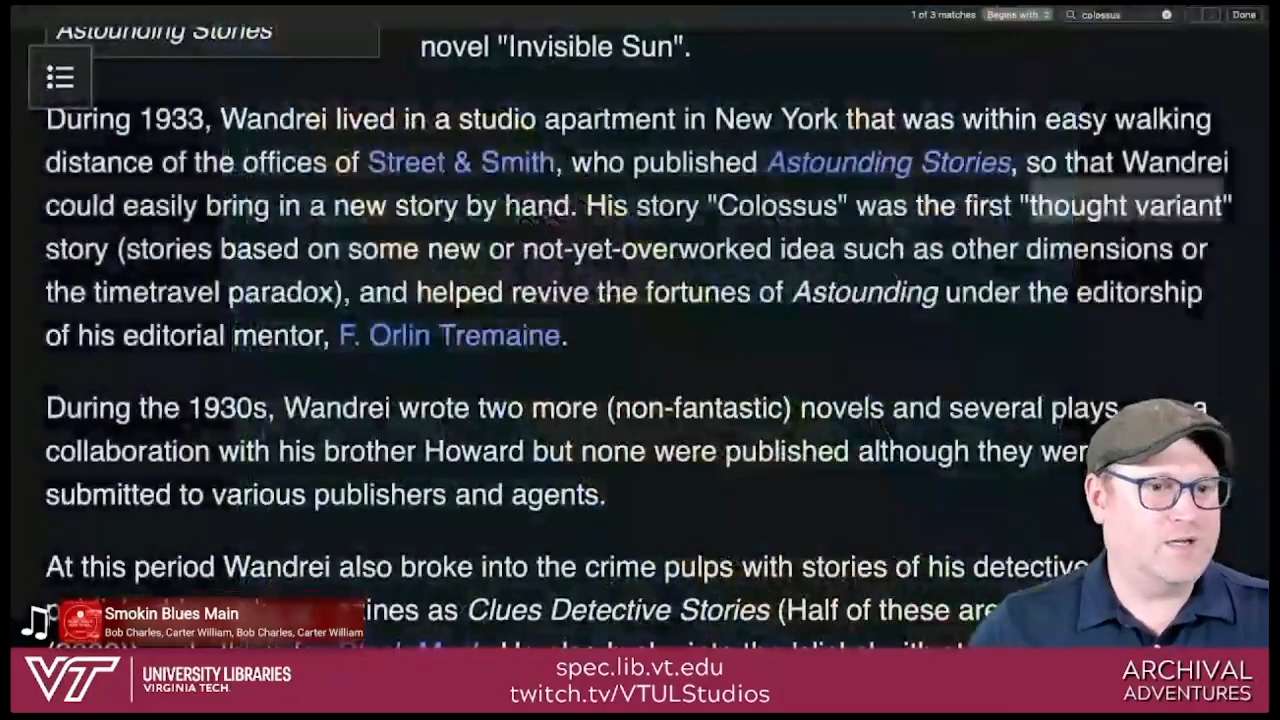 1 of 3 matches Begins with colossus Done
Astounding Stories
novel "Invisible Sun".
During 1933, Wandrei lived in a studio apartment in New York that was within easy walking
distance of the offices of Street & Smith, who published Astounding Stories, so that Wandrei
could easily bring in a new story by hand. His story "Colossus" was the first "thought variant"
story (stories based on some new or not-yet-overworked idea such as other dimensions or
the timetravel paradox), and helped revive the fortunes of Astounding under the editorship
of his editorial mentor, F. Orlin Tremaine.
During the 1930s, Wandrei wrote two more (non-fantastic) novels and several plays a
collaboration with his brother Howard but none were published although they wer
submitted to various publishers and agents.
At this period Wandrei also broke into the crime pulps with stories of his detective
ines as Clues Detective Stories (Half of these are
Smokin Blues Main
Bob Charles, Carter William, Bob Charles, Carter William
VT UNIVERSITY LIBRARIES
VIRGINIA TECH.
spec.lib.vt.edu
twitch.tv/VTULStudios
ARCHIVAL
ADVENTURES